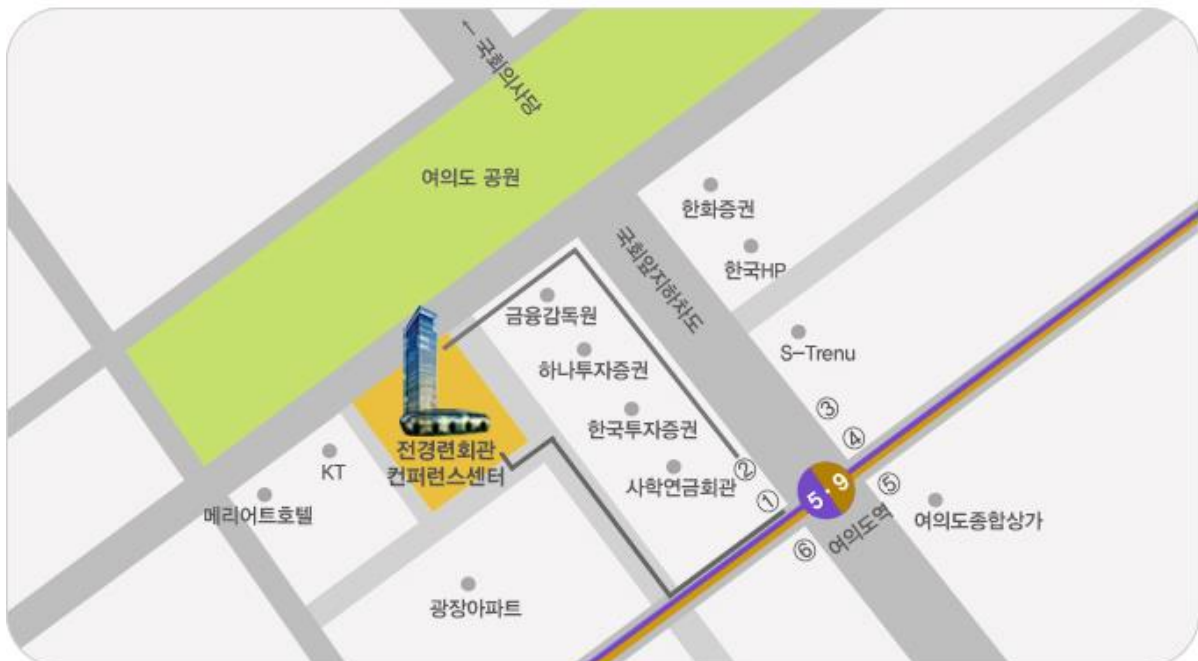 ← 국회의사당
여의도 공원
한화증권
국회앞지하차도
한국HP
금융감독원
S-Trenu
하나투자증권
한국투자증권
③
④
전경련회관
컨퍼런스센터
KT
②
사학연금회관
①
5·9
⑤
메리어트호텔
여의도역
여의도종합상가
⑥
광장아파트